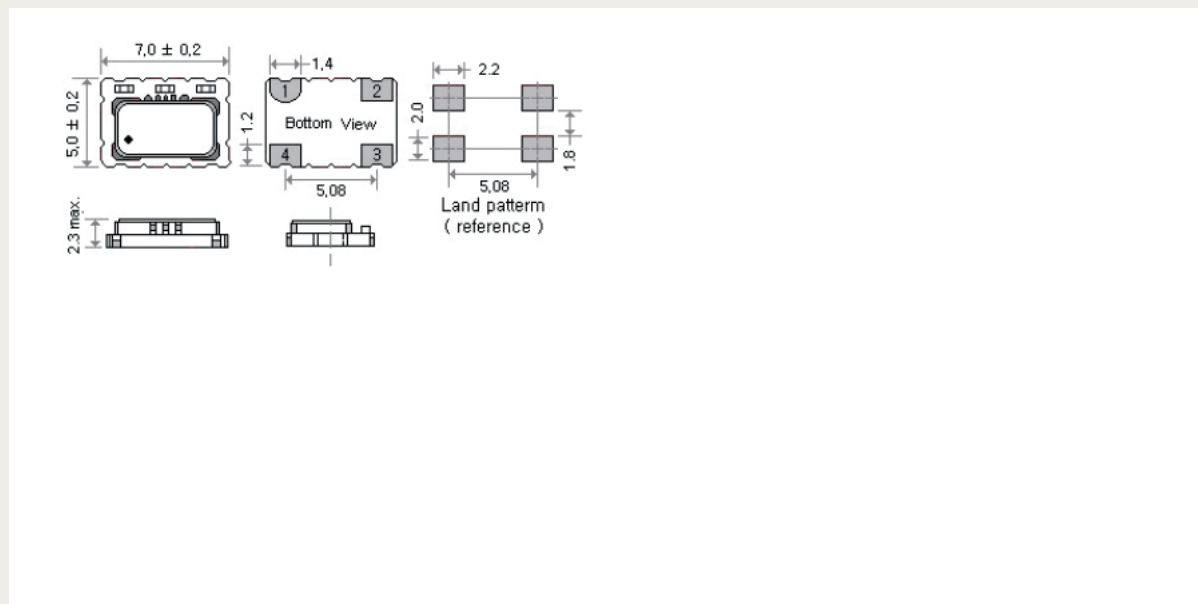 7,0 ± 0,2
5,0 ± 0,2
2.3 max.
1,4
1
2
Bottom View
1.2
4
3
5,08
2.2
2.0
1.8
5,08
Land patterm
( reference )